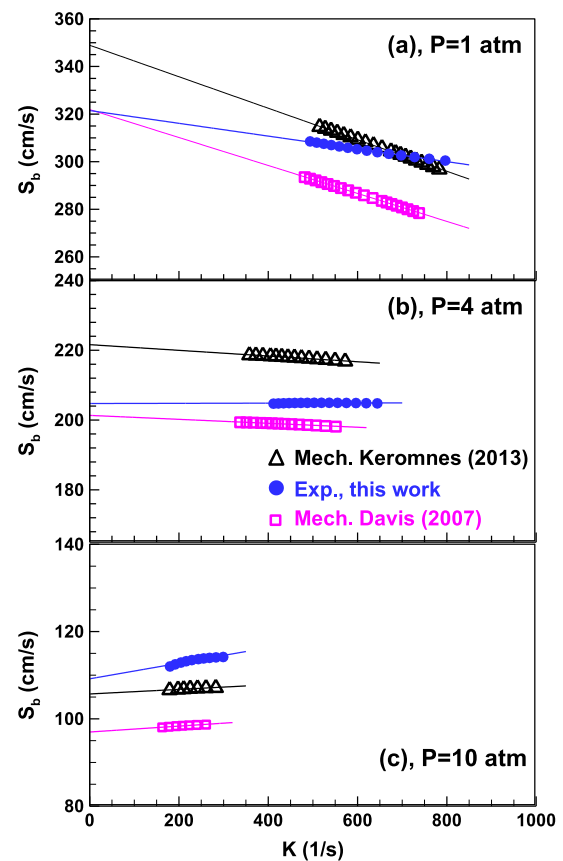 (a), P=1 atm
360
340
320
300
280
260
240
S_b (cm/s)
(b), P=4 atm
220
200
180
S_b (cm/s)
Mech. Keromnes (2013)
Exp., this work
Mech. Davis (2007)
140
120
100
80
S_b (cm/s)
(c), P=10 atm
0 200 400 600 800 1000
K (1/s)